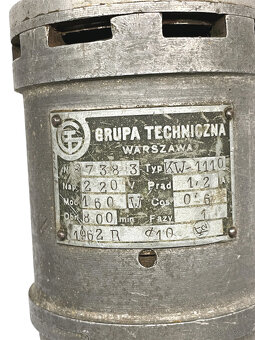 GRUPA TECHNICZNA
WARSZAWA
Nr 7383 Typ KW-1110
Nap. 220 V Prąd 1,2
Moc 160 W Cos 0,6
Obr. 800 min Fazy 1
1962 R